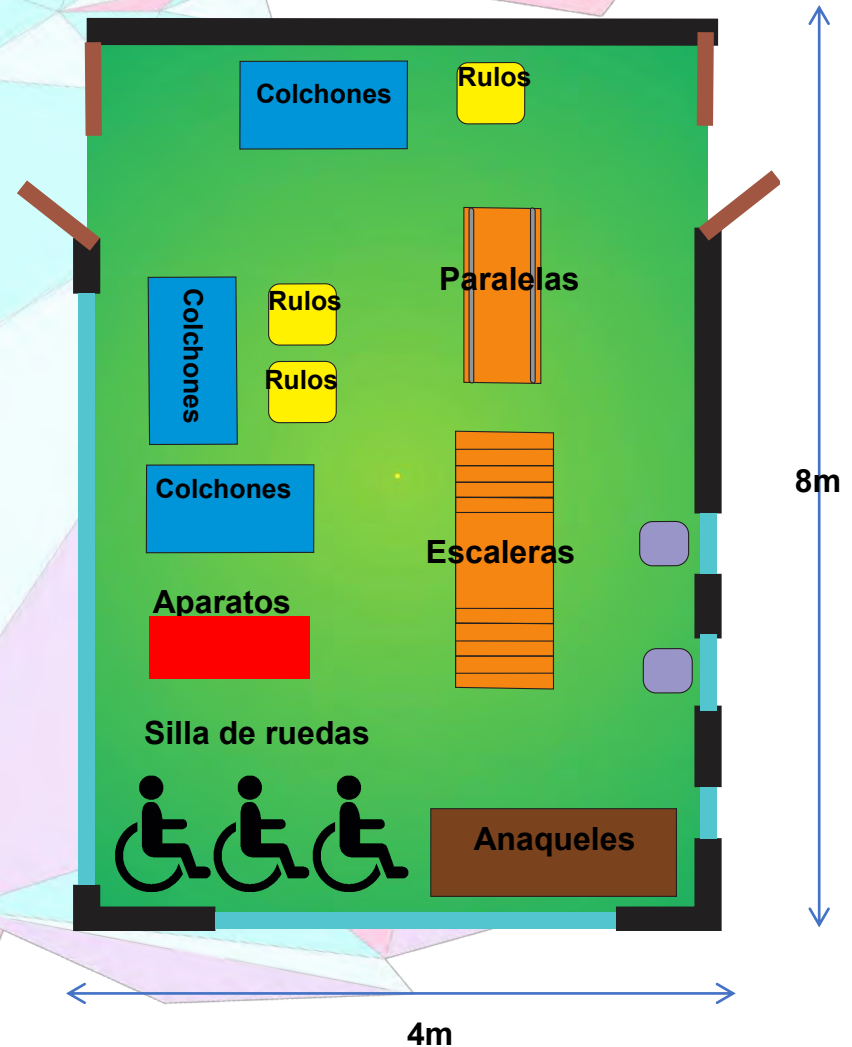 Colchones
Rulos
Paralelas
Colchones
Rulos
Rulos
Colchones
8m
Escaleras
Aparatos
Silla de ruedas
Anaqueles
4m